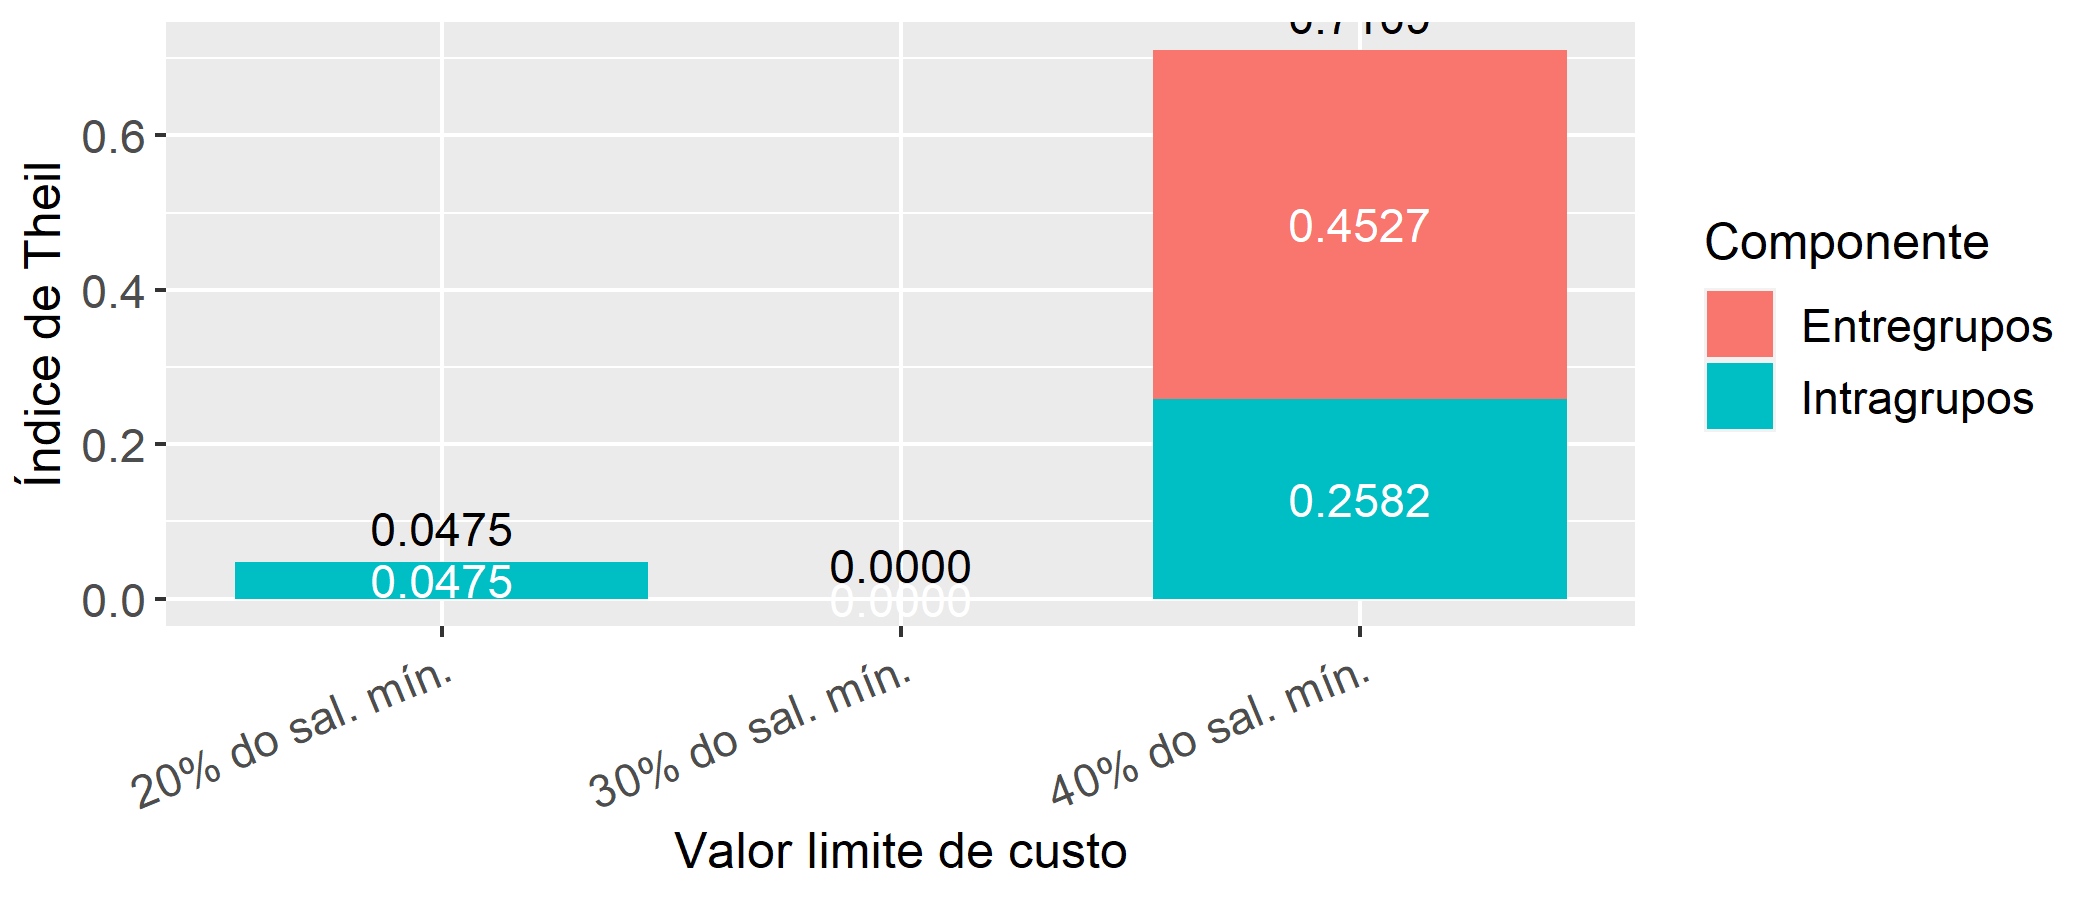 Índice de Theil
0.6
0.4
0.2
0.0
0.7109
0.4527
0.2582
0.0475
0.0475
0.0000
0.0000
20% do sal. mín.
30% do sal. mín.
40% do sal. mín.
Valor limite de custo
Componente
Entregrupos
Intragrupos